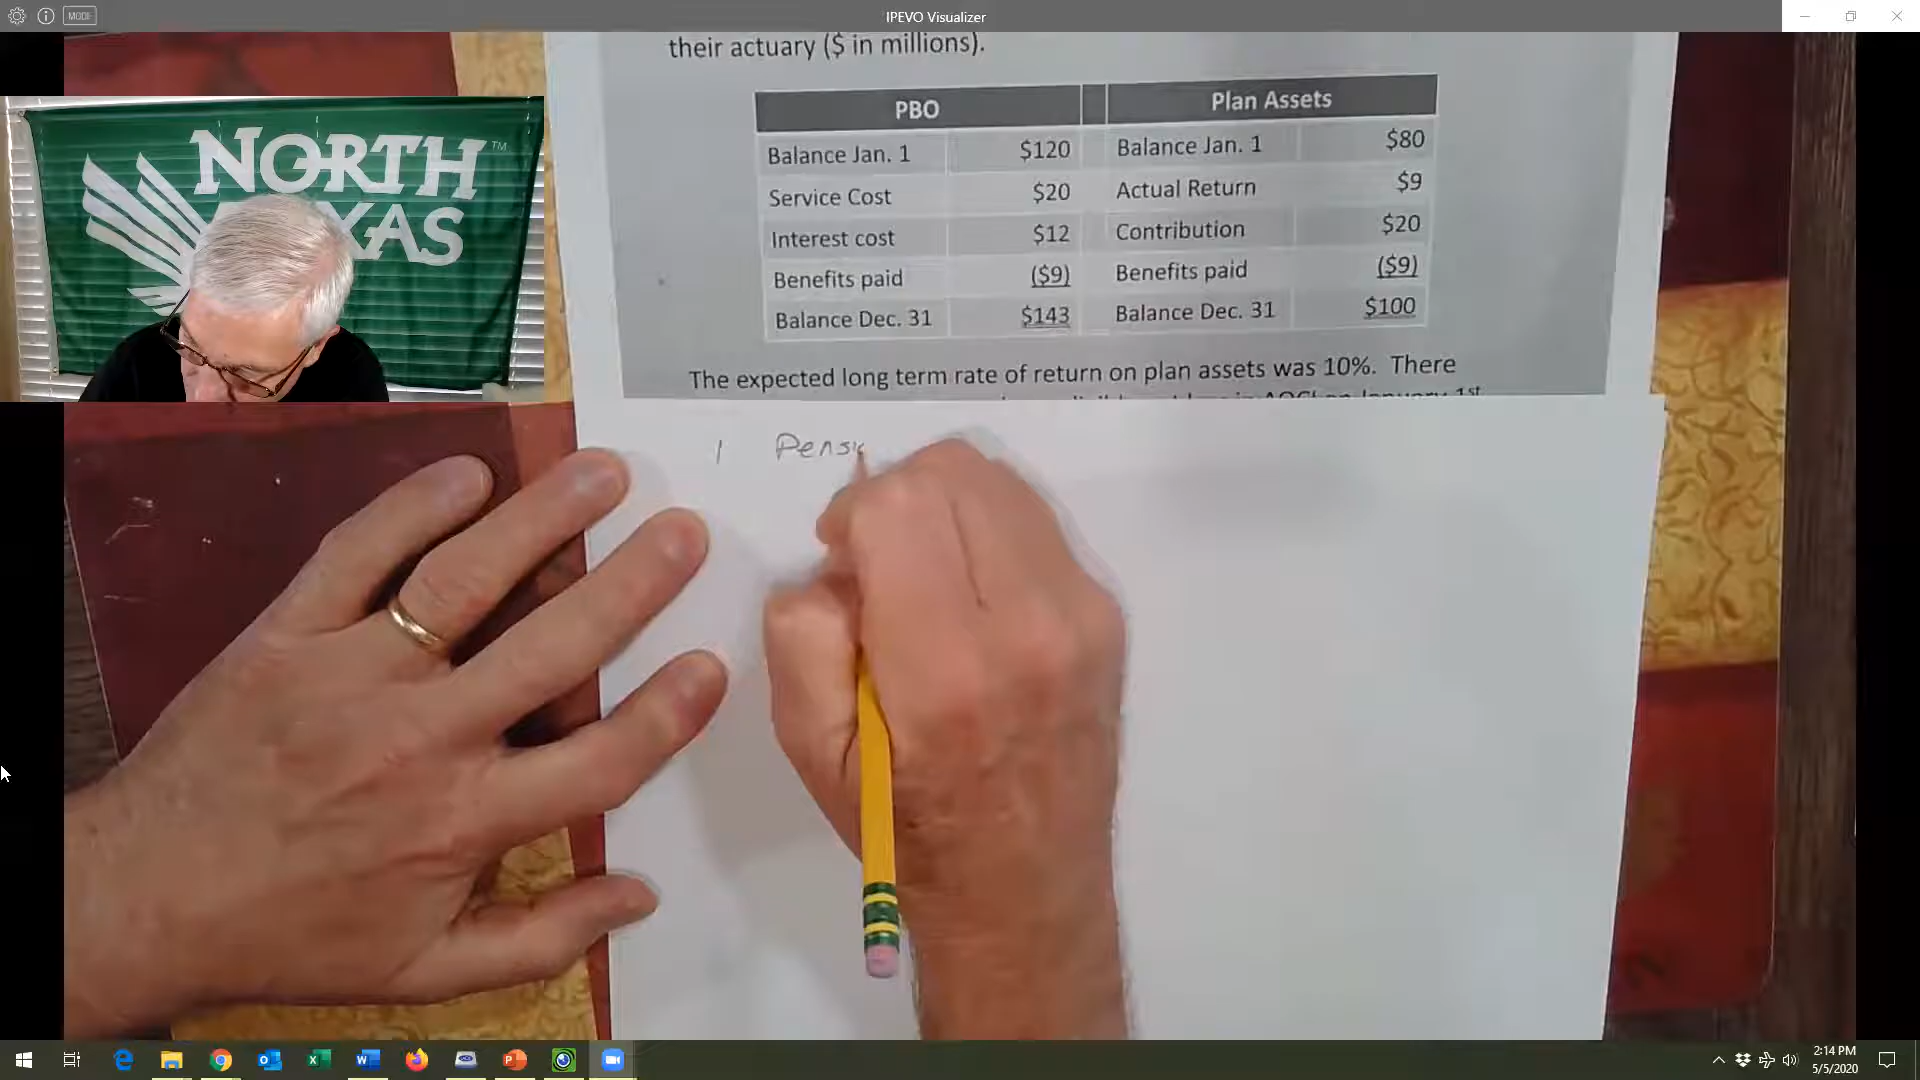 MODE
IPEVO Visualizer
NORTH
TEXAS
TM
their actuary ($ in millions).
PBO Plan Assets
Balance Jan. 1 $120 Balance Jan. 1 $80
Service Cost $20 Actual Return $9
Interest cost $12 Contribution $20
Benefits paid ($9) Benefits paid ($9)
Balance Dec. 31 $143 Balance Dec. 31 $100
The expected long term rate of return on plan assets was 10%. There
1 Pensi
2:14 PM
5/5/2020